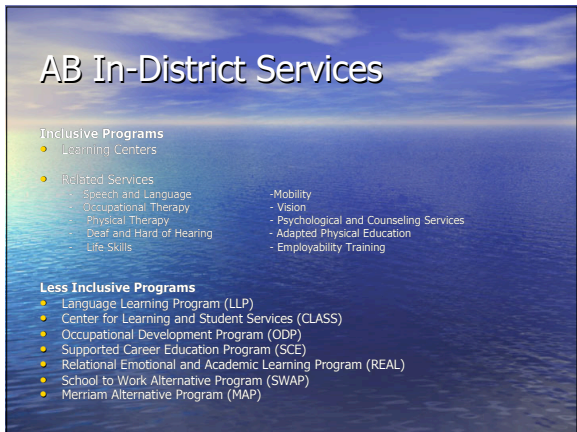 AB In-District Services
Inclusive Programs
• Learning Centers
• Related Services
- Speech and Language
- Occupational Therapy
- Physical Therapy
- Deaf and Hard of Hearing
- Life Skills
-Mobility
- Vision
- Psychological and Counseling Services
- Adapted Physical Education
- Employability Training
Less Inclusive Programs
• Language Learning Program (LLP)
• Center for Learning and Student Services (CLASS)
• Occupational Development Program (ODP)
• Supported Career Education Program (SCE)
• Relational Emotional and Academic Learning Program (REAL)
• School to Work Alternative Program (SWAP)
• Merriam Alternative Program (MAP)